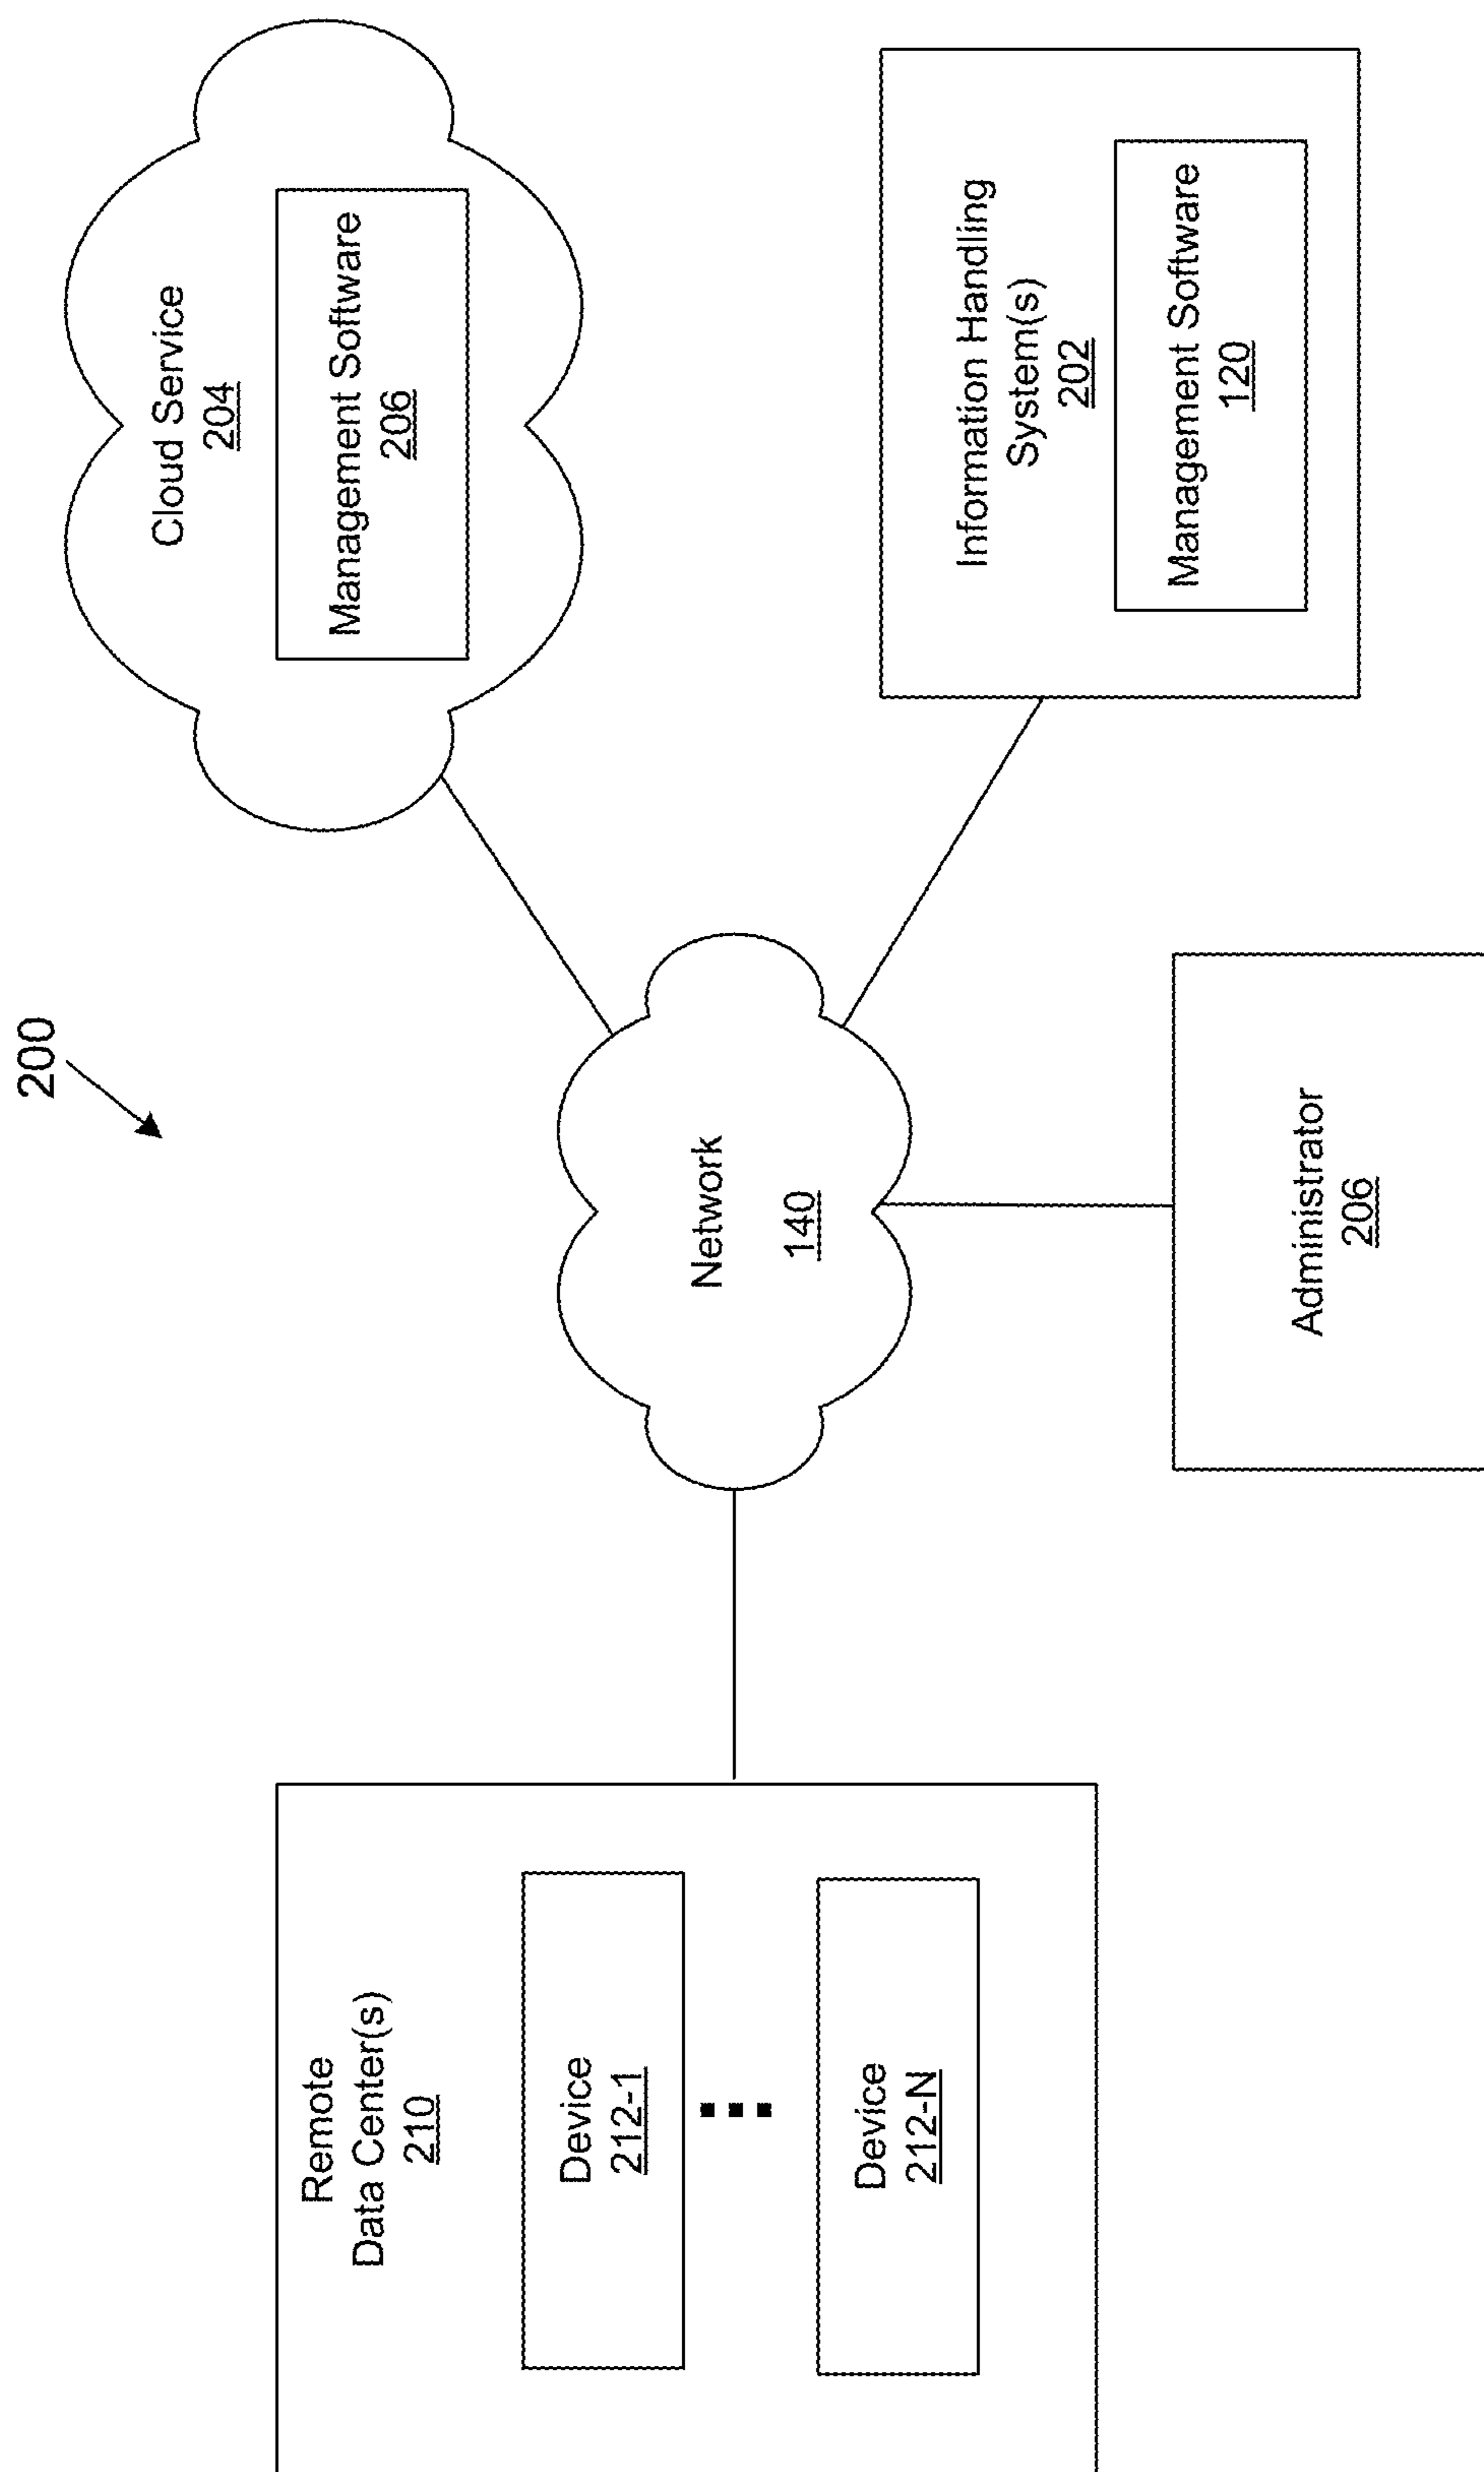 200
Remote
Data Center(s)
210
Device
212-1
Device
212-N
Network
140
Cloud Service
204
Management Software
206
Information Handling
System(s)
202
Management Software
120
Administrator
206